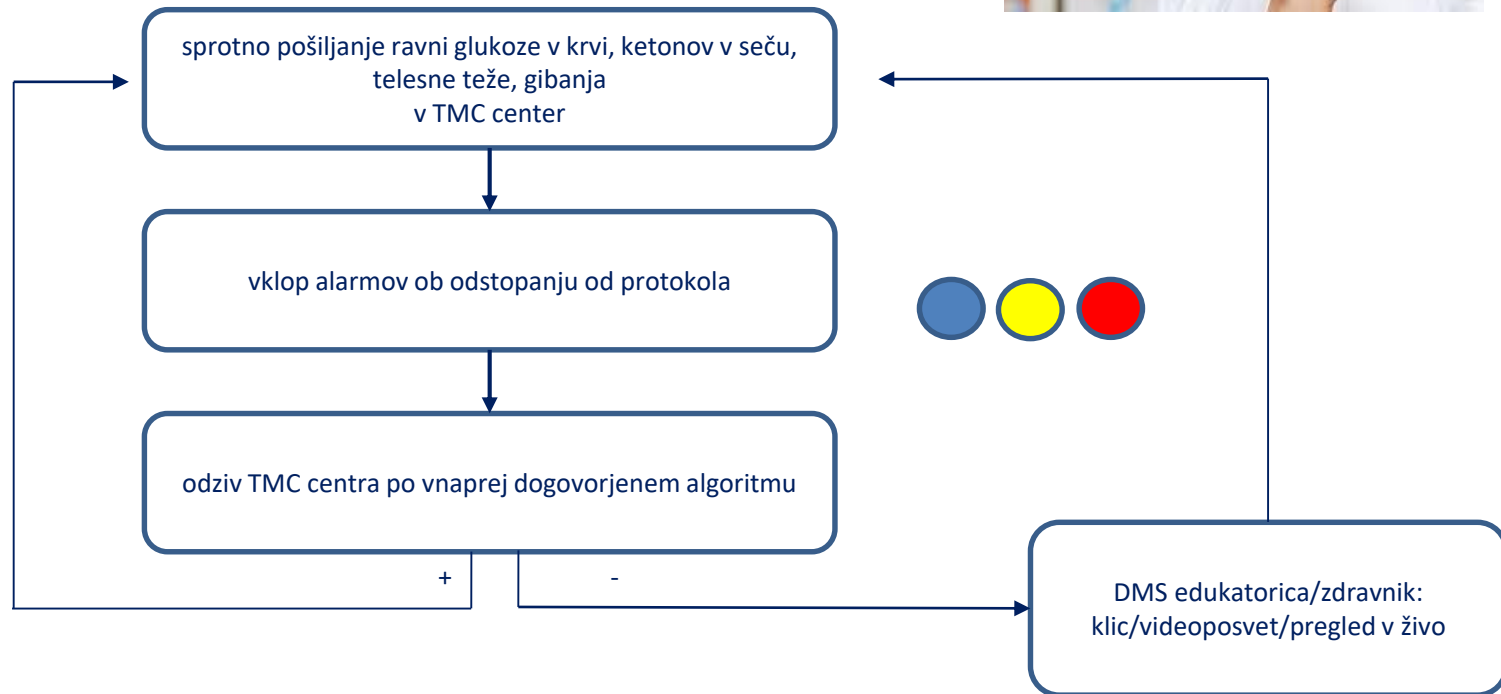 sprotno pošiljanje ravni glukoze v krvi, ketonov v seču,
telesne teže, gibanja
v TMC center
vklop alarmov ob odstopanju od protokola
odziv TMC centra po vnaprej dogovorjenem algoritmu
+
-
DMS edukatorica/zdravnik:
klic/videoposvet/pregled v živo